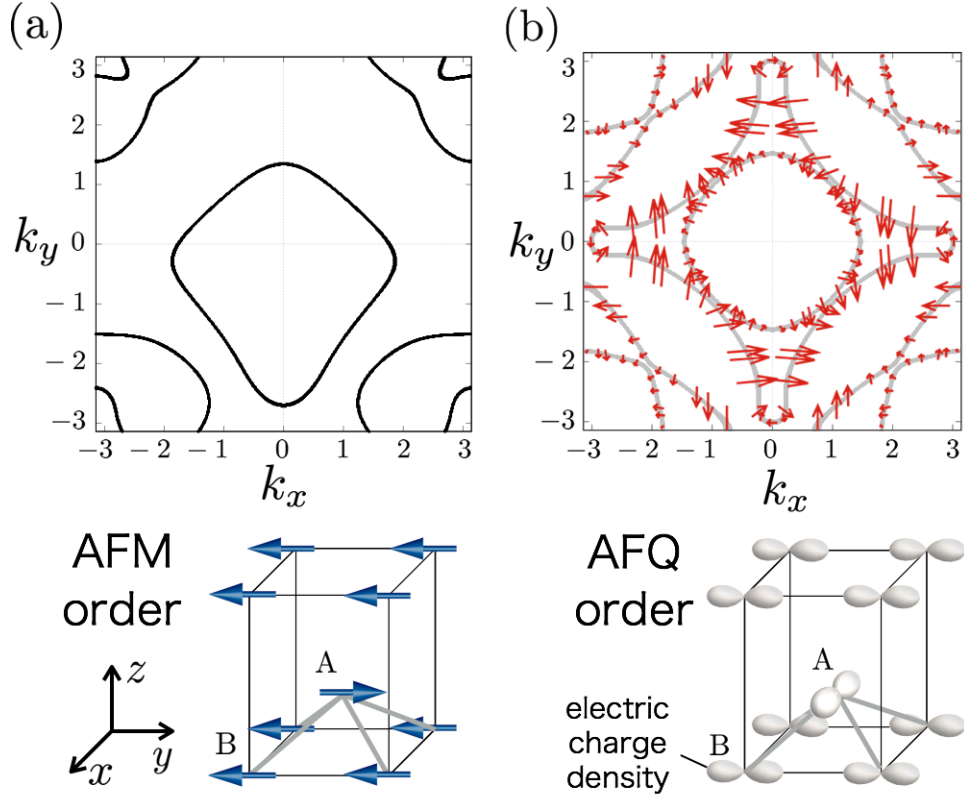 (a)
(b)
3
2
1
0
− 1
− 2
− 3
k_y
− 3
− 2
− 1
0
1
2
3
k_x
3
2
1
0
− 1
− 2
− 3
k_y
− 3
− 2
− 1
0
1
2
3
k_x
AFM
order
A
B
z
y
x
AFQ
order
A
B
electric
charge
density